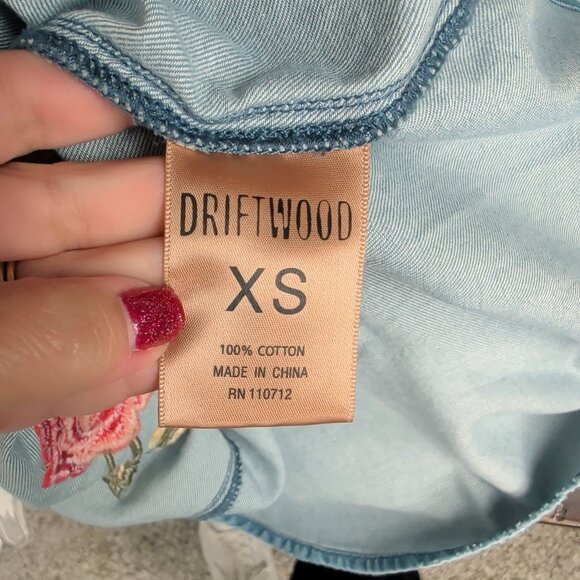 DRIFTWOOD
XS
100% COTTON
MADE IN CHINA
RN 110712